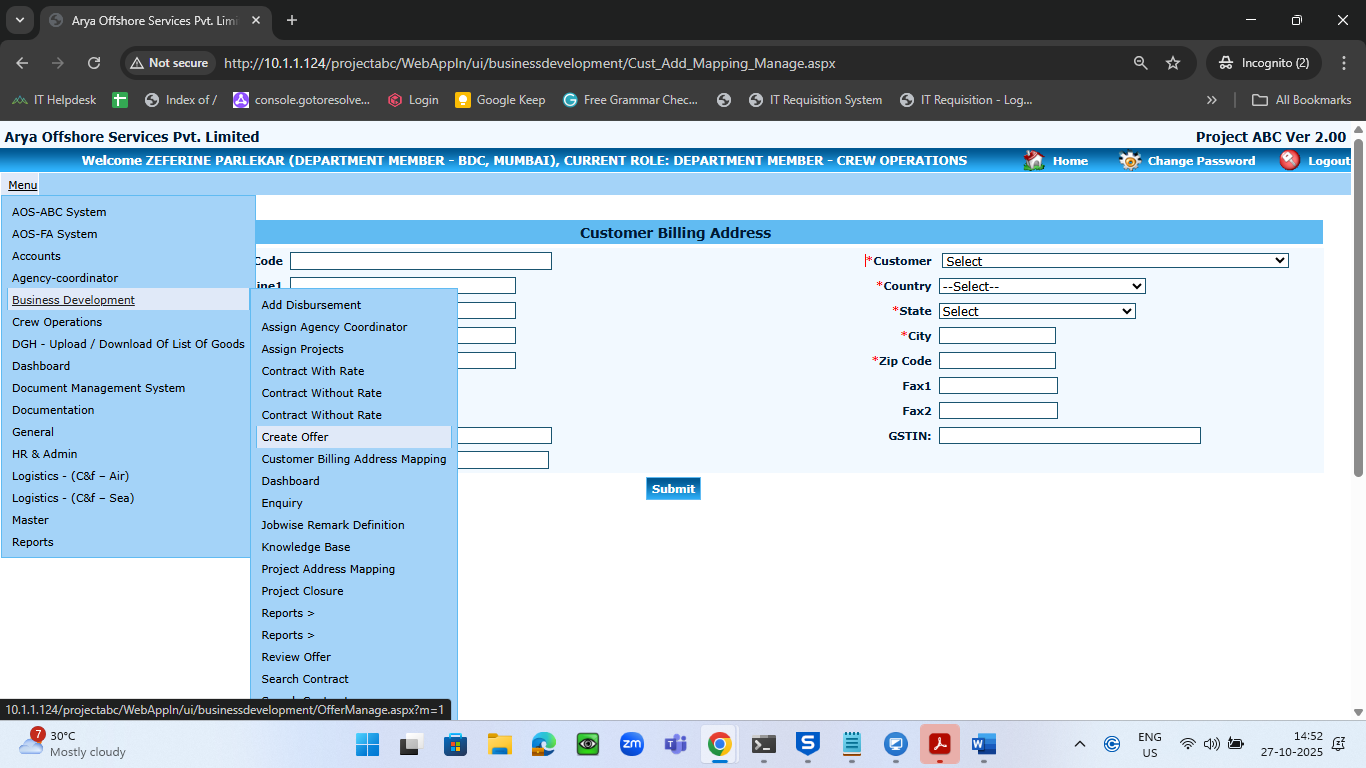 Arya Offshore Services Pvt. Limi
Not secure
http://10.1.1.124/projectabc/WebAppIn/ui/businessdevelopment/Cust_Add_Mapping_Manage.aspx
Incognito (2)
IT Helpdesk
Index of /
console.gotoresolve...
Login
Google Keep
Free Grammar Chec...
IT Requisition System
IT Requisition - Log...
All Bookmarks
Arya Offshore Services Pvt. Limited
Project ABC Ver 2.00
Welcome ZEFERINE PARLEKAR (DEPARTMENT MEMBER - BDC, MUMBAI), CURRENT ROLE: DEPARTMENT MEMBER - CREW OPERATIONS
Home
Change Password
Logout
Menu
AOS-ABC System
AOS-FA System
Accounts
Agency-coordinator
Business Development
Crew Operations
DGH - Upload / Download Of List Of Goods
Dashboard
Document Management System
Documentation
General
HR & Admin
Logistics - (C&f – Air)
Logistics - (C&f – Sea)
Master
Reports
Add Disbursement
Assign Agency Coordinator
Assign Projects
Contract With Rate
Contract Without Rate
Contract Without Rate
Create Offer
Customer Billing Address Mapping
Dashboard
Enquiry
Jobwise Remark Definition
Knowledge Base
Project Address Mapping
Project Closure
Reports >
Reports >
Review Offer
Search Contract
Customer Billing Address
Code
*Customer
Select
*Country
--Select--
*State
Select
*City
*Zip Code
Fax1
Fax2
GSTIN:
Submit
10.1.1.124/projectabc/WebAppIn/ui/businessdevelopment/OfferManage.aspx?m=1
7
30°C
Mostly cloudy
zm
ENG
US
14:52
27-10-2025